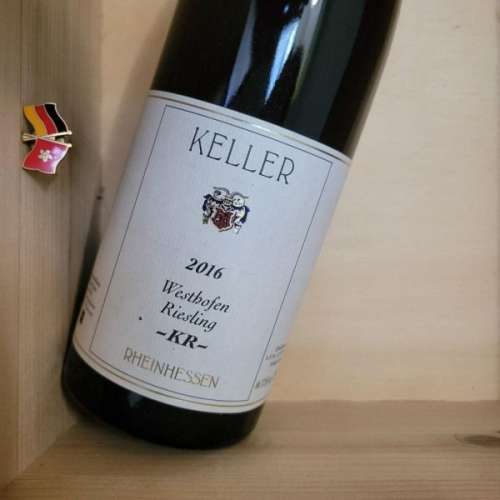 KELLER
2016
Westhofen
Riesling
-KR-
RHEINHESSEN